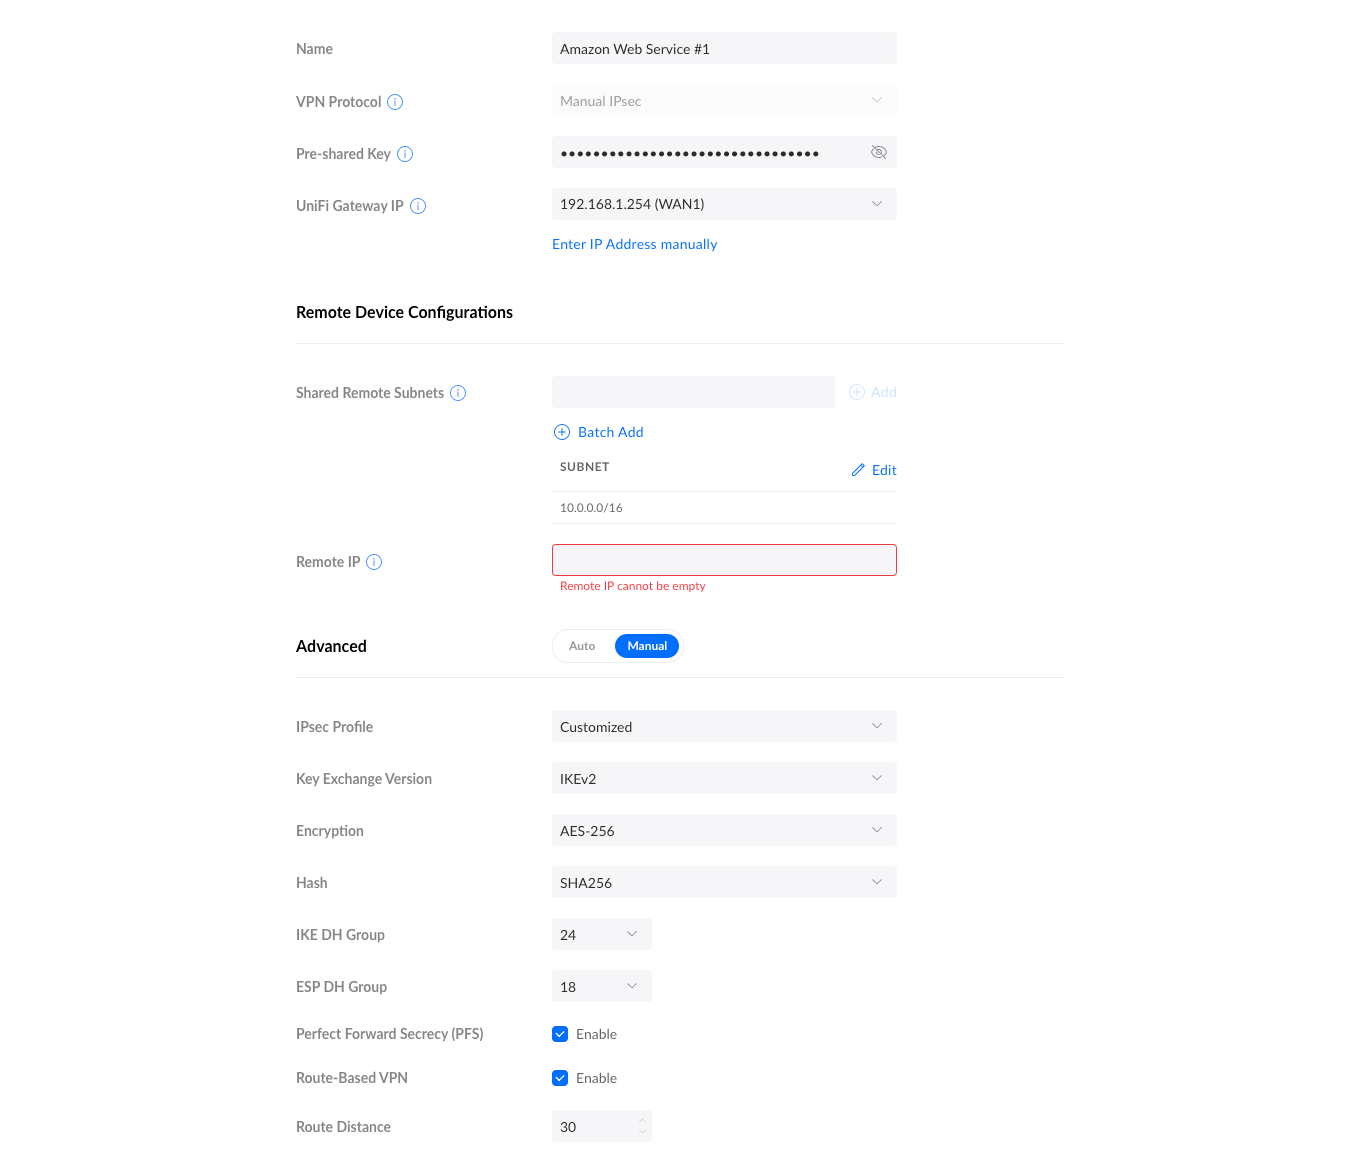 Name
Amazon Web Service #1
VPN Protocol
Manual IPsec
Pre-shared Key
••••••••••••••••••••••••••••••••
UniFi Gateway IP
192.168.1.254 (WAN1)
Enter IP Address manually
Remote Device Configurations
Shared Remote Subnets
Add
Batch Add
SUBNET
Edit
10.0.0.0/16
Remote IP
Remote IP cannot be empty
Advanced
Auto
Manual
IPsec Profile
Customized
Key Exchange Version
IKEv2
Encryption
AES-256
Hash
SHA256
IKE DH Group
24
ESP DH Group
18
Perfect Forward Secrecy (PFS)
Enable
Route-Based VPN
Enable
Route Distance
30